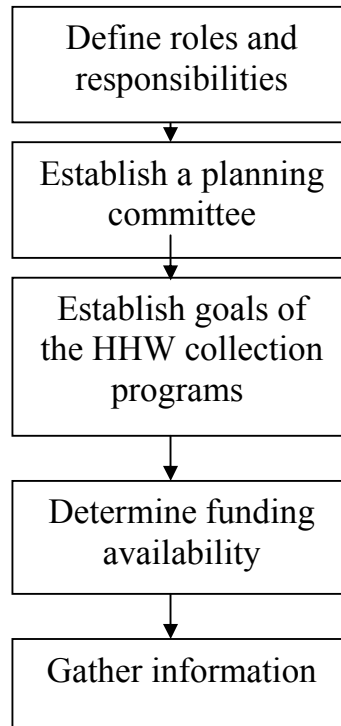 Define roles and
responsibilities
Establish a planning
committee
Establish goals of
the HHW collection
programs
Determine funding
availability
Gather information